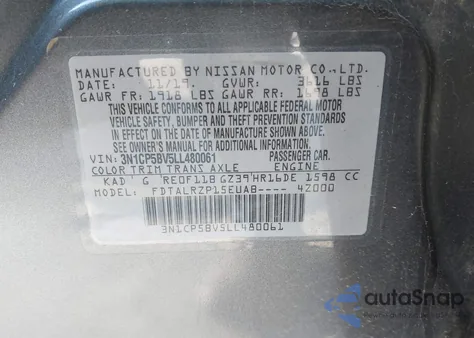 MANUFACTURED BY NISSAN MOTOR CO.,LTD.
DATE: 11/19. GVWR: 3616 LBS
GAWR FR: 1918 LBS GAWR RR: 1698 LBS
THIS VEHICLE CONFORMS TO ALL APPLICABLE FEDERAL MOTOR
VEHICLE SAFETY, BUMPER AND THEFT PREVENTION STANDARDS
IN EFFECT ON THE DATE OF MANUFACTURE SHOWN ABOVE.
SEE OWNER'S MANUAL FOR ADDITIONAL INFORMATION.
VIN: 3N1CP5BV5LL480061 PASSENGER CAR.
COLOR TRIM TRANS AXLE ENGINE
KAD G RE0F11B GZ39 HR16DE 1598 CC
FDTALRZP15EUAB---- 42000
3N1CP5BV5LL480061
autoSnap